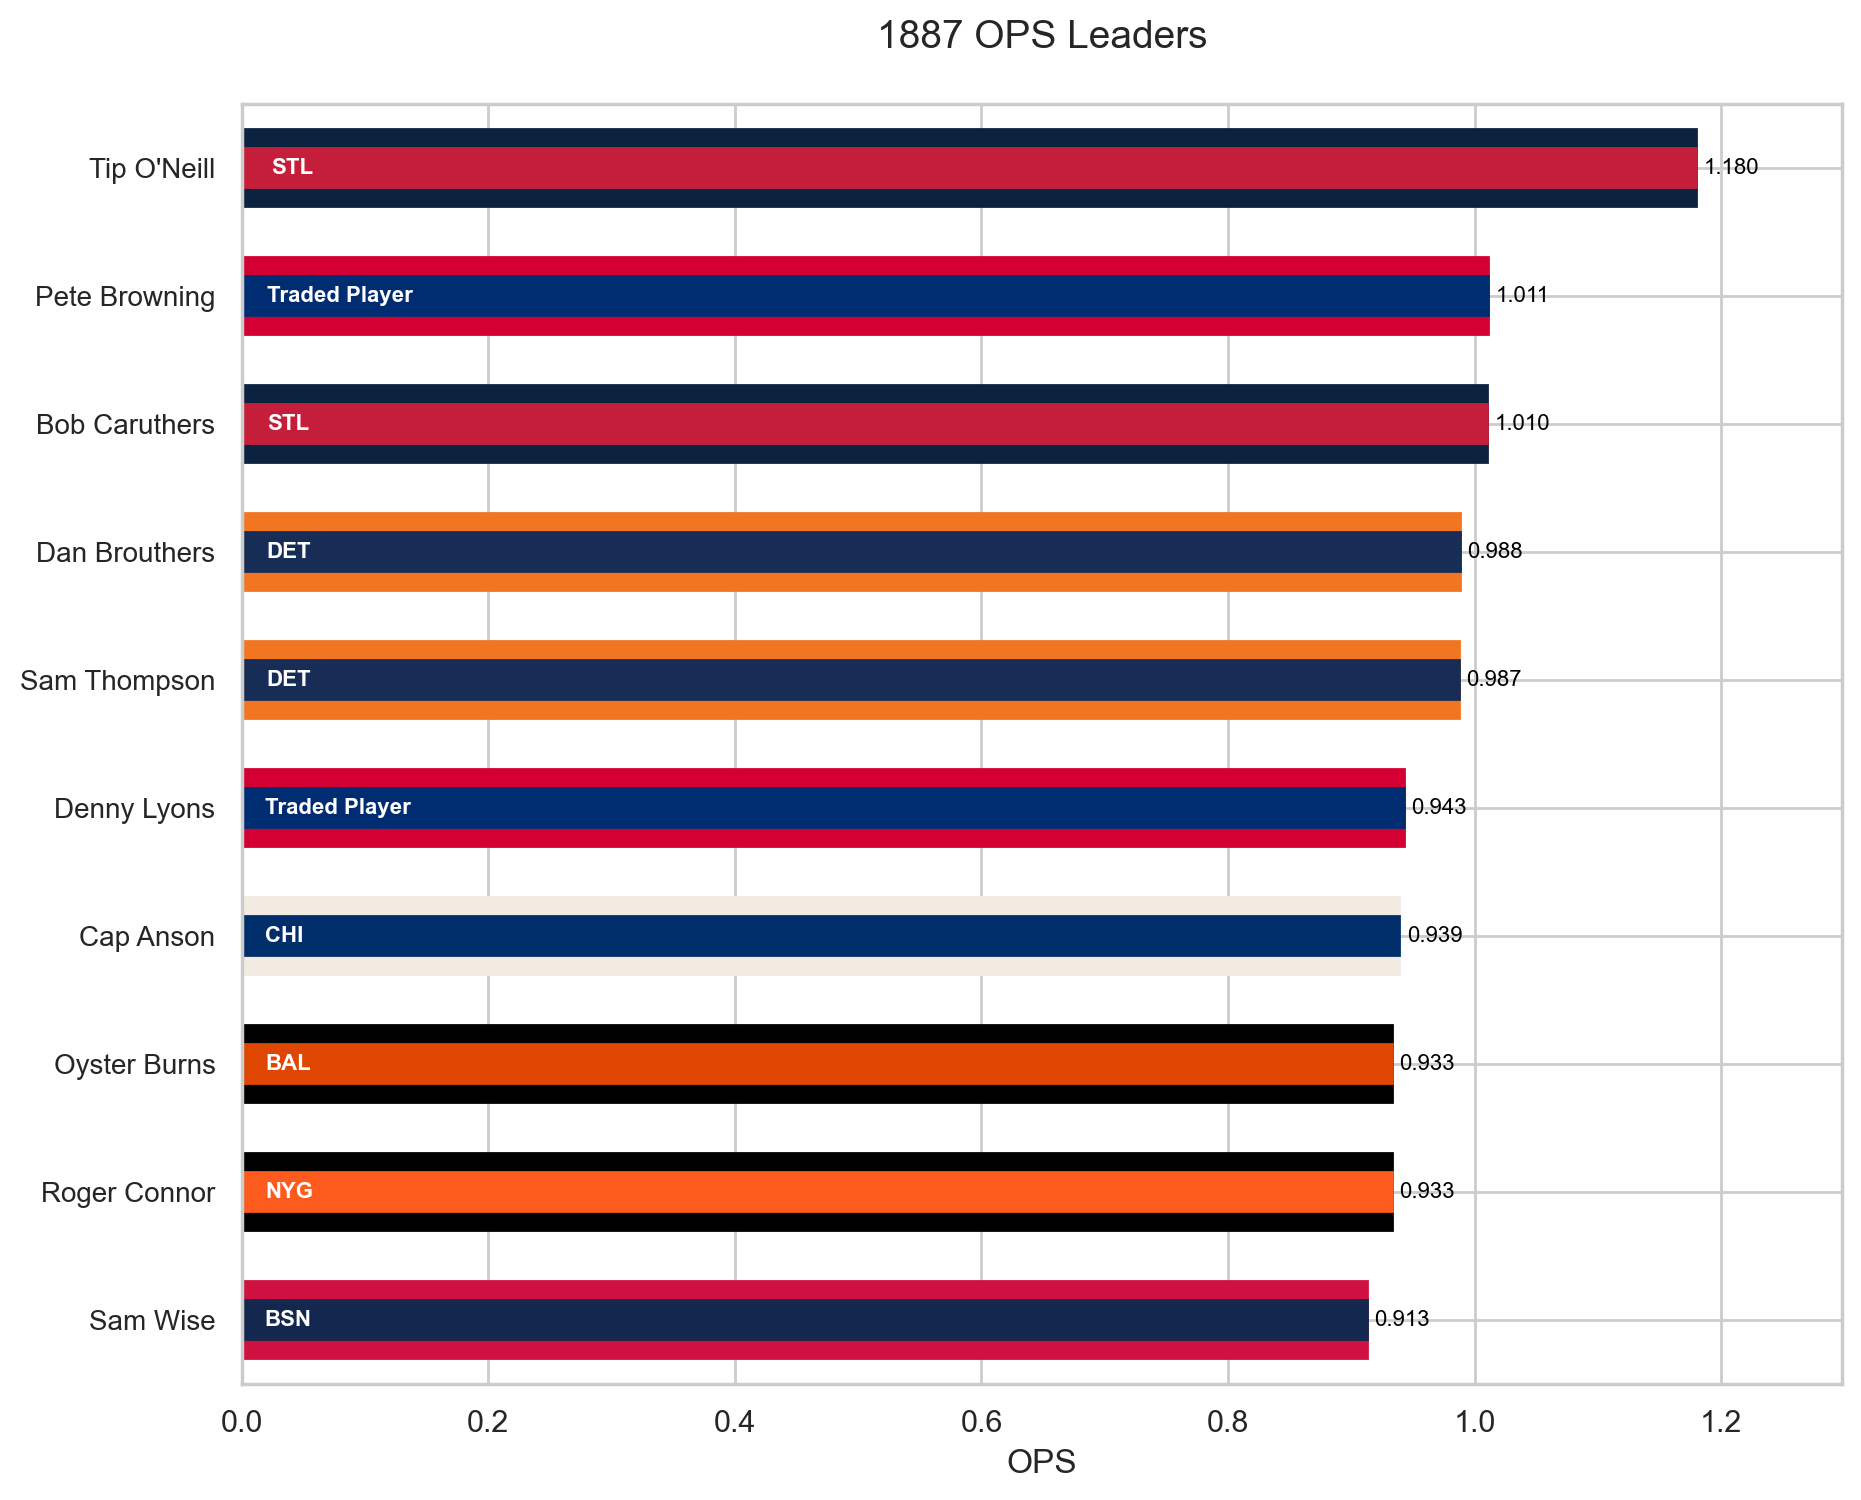 1887 OPS Leaders
Tip O'Neill STL 1.180
Pete Browning Traded Player 1.011
Bob Caruthers STL 1.010
Dan Brouthers DET 0.988
Sam Thompson DET 0.987
Denny Lyons Traded Player 0.943
Cap Anson CHI 0.939
Oyster Burns BAL 0.933
Roger Connor NYG 0.933
Sam Wise BSN 0.913
0.0 0.2 0.4 0.6 0.8 1.0 1.2
OPS